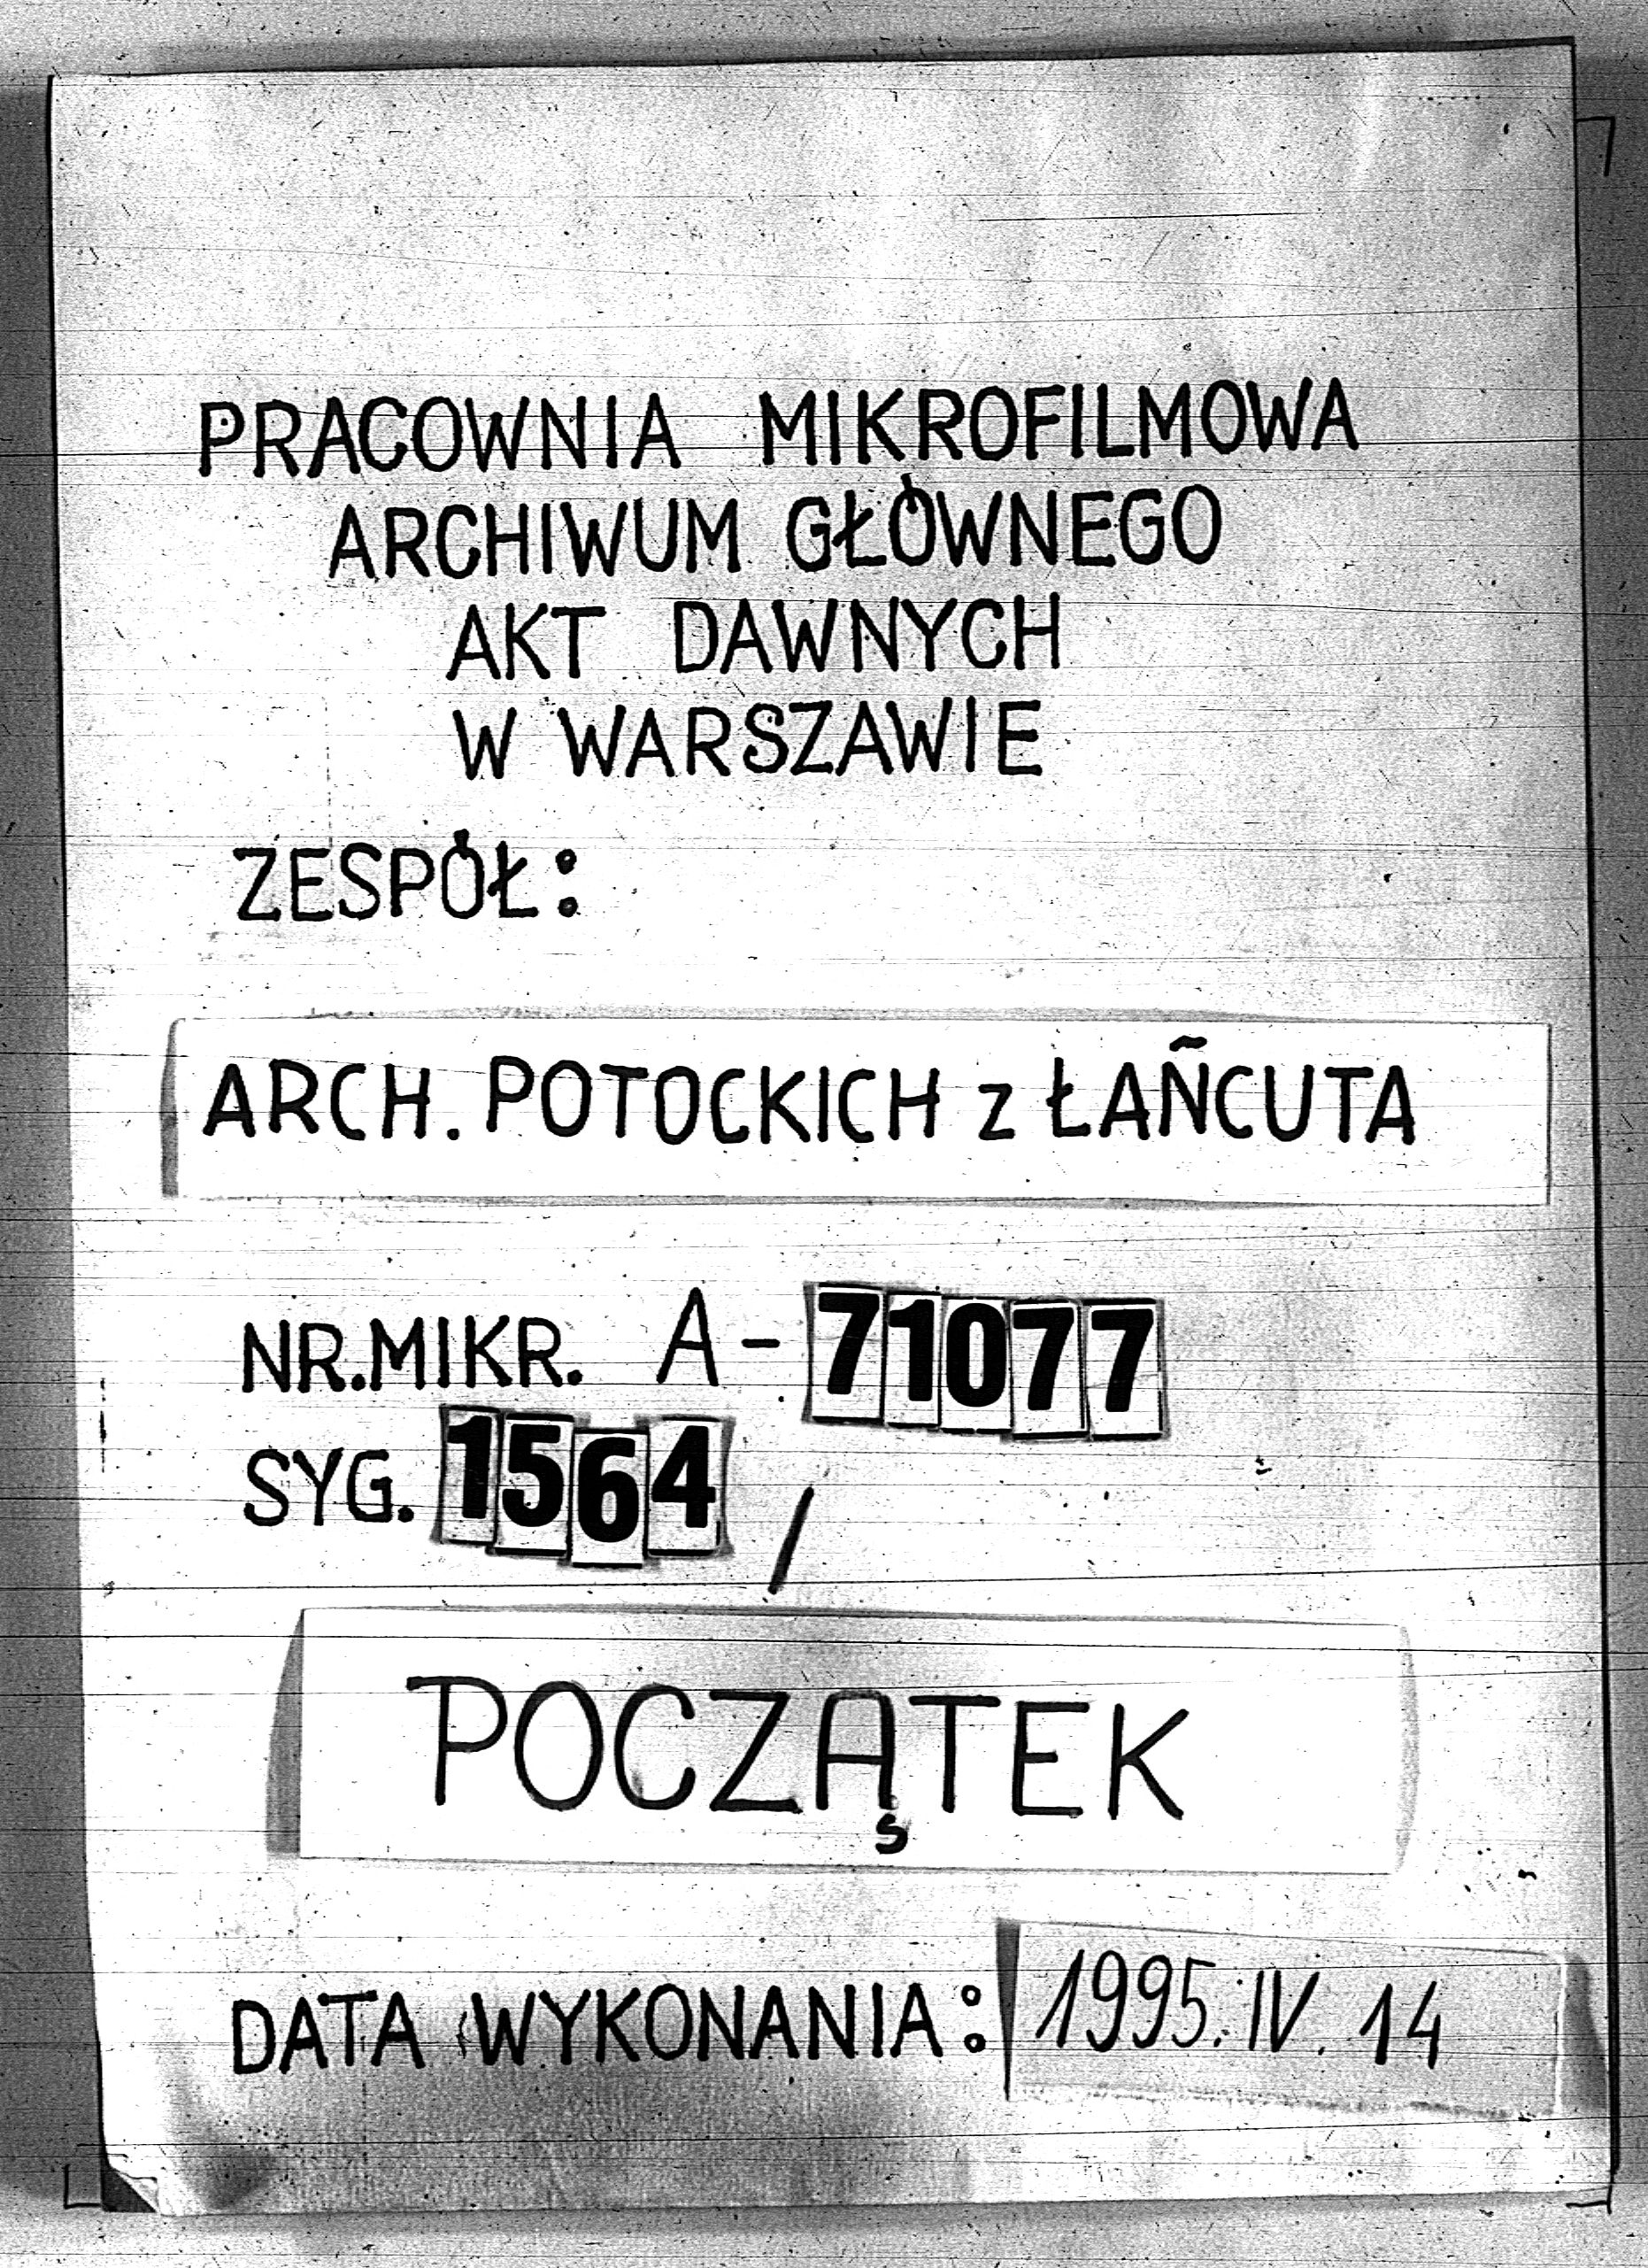 PRACOWNIA MIKROFILMOWA
ARCHIWUM GŁÓWNEGO
AKT DAWNYCH
W WARSZAWIE
ZESPÓŁ:
ARCH. POTOCKICH z ŁAÑCUTA
NR.MIKR. A-71077
SYG. 1564 /
POCZĄTEK
DATA WYKONANIA: 1995.IV.14